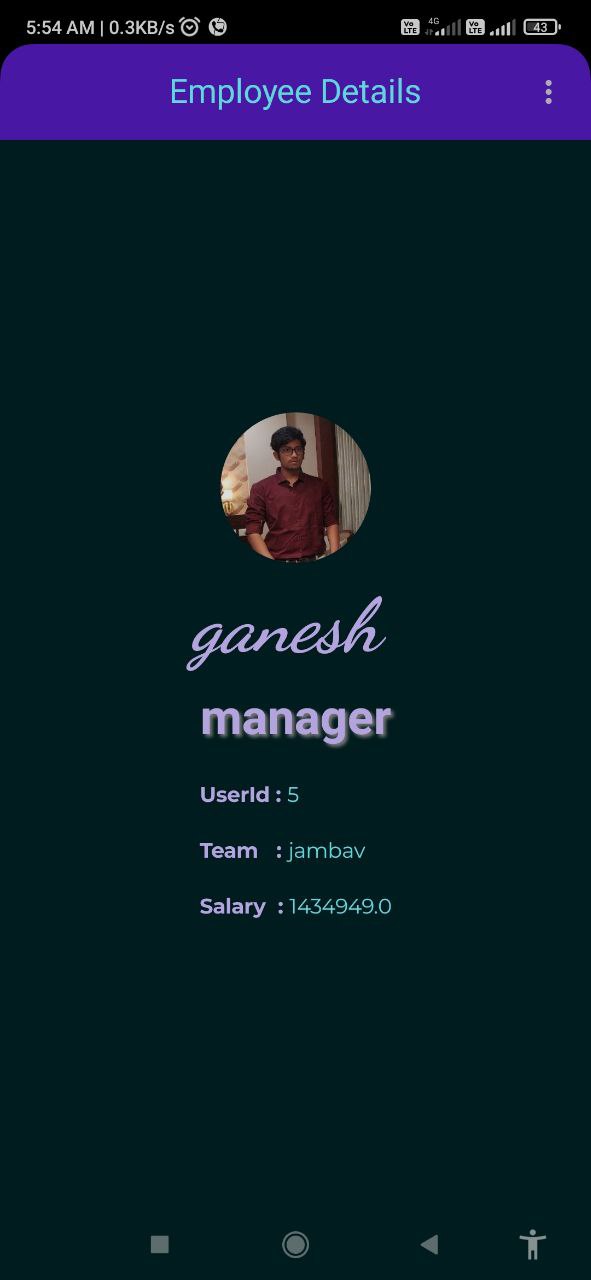 5:54 AM | 0.3KB/s
Vo LTE 4G Vo LTE 43
Employee Details
ganesh
manager
UserId : 5
Team : jambav
Salary : 1434949.0